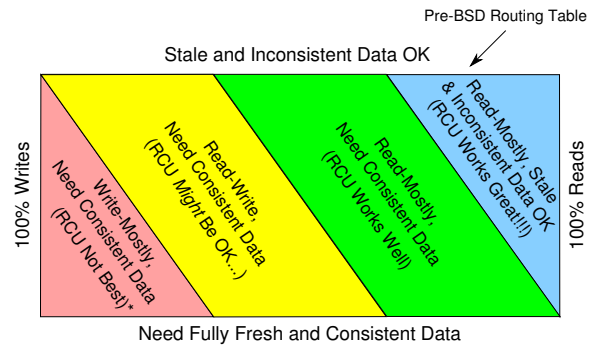 Pre-BSD Routing Table
Stale and Inconsistent Data OK
100% Writes
Write-Mostly,
Need Consistent Data
(RCU Not Best)*
Read-Write,
Need Consistent Data
(RCU Might Be OK...)
Read-Mostly,
Need Consistent Data
(RCU Works Well)
Read-Mostly, Stale
& Inconsistent Data OK
(RCU Works Great!!!)
100% Reads
Need Fully Fresh and Consistent Data